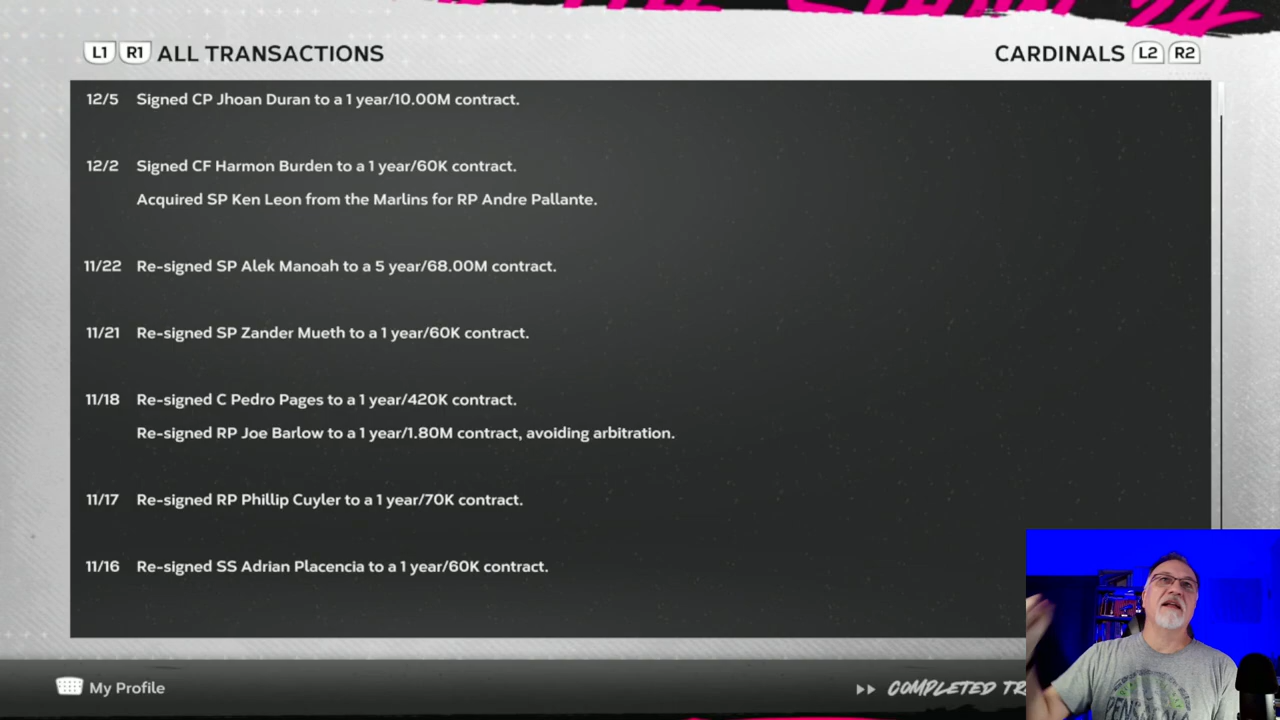 L1 R1 ALL TRANSACTIONS
CARDINALS L2 R2
12/5 Signed CP Jhoan Duran to a 1 year/10.00M contract.
12/2 Signed CF Harmon Burden to a 1 year/60K contract.
Acquired SP Ken Leon from the Marlins for RP Andre Pallante.
11/22 Re-signed SP Alek Manoah to a 5 year/68.00M contract.
11/21 Re-signed SP Zander Mueth to a 1 year/60K contract.
11/18 Re-signed C Pedro Pages to a 1 year/420K contract.
Re-signed RP Joe Barlow to a 1 year/1.80M contract, avoiding arbitration.
11/17 Re-signed RP Phillip Cuyler to a 1 year/70K contract.
11/16 Re-signed SS Adrian Placencia to a 1 year/60K contract.
My Profile
COMPLETED TR